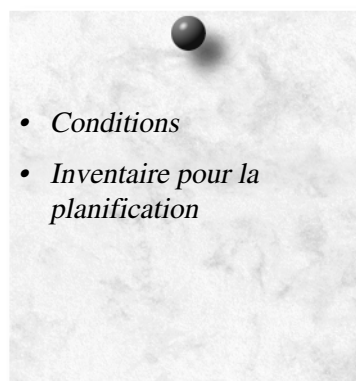 • Conditions
• Inventaire pour la
planification